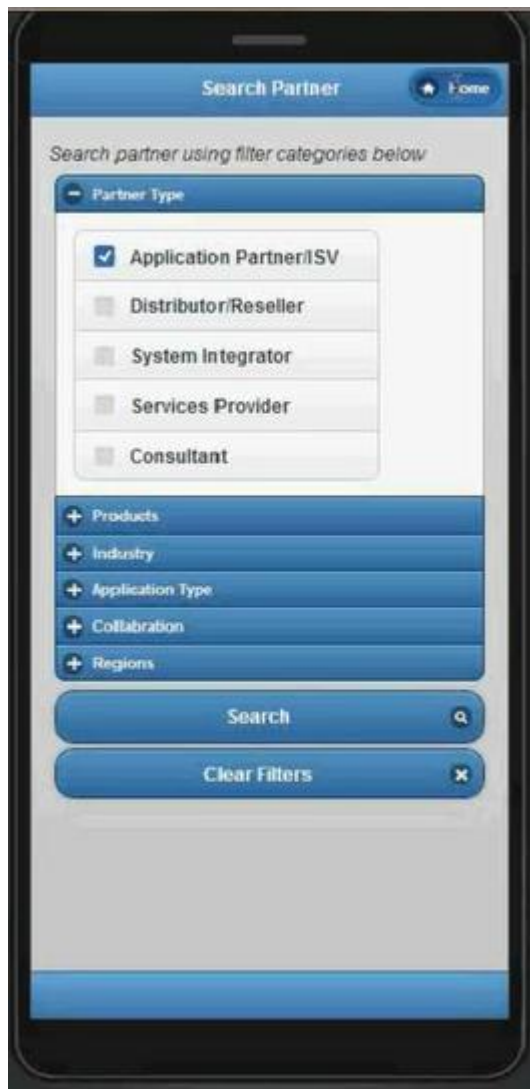 Search Partner
Home
Search partner using filter categories below
Partner Type
Application Partner/ISV
Distributor/Reseller
System Integrator
Services Provider
Consultant
Products
Industry
Application Type
Collabration
Regions
Search
Clear Filters